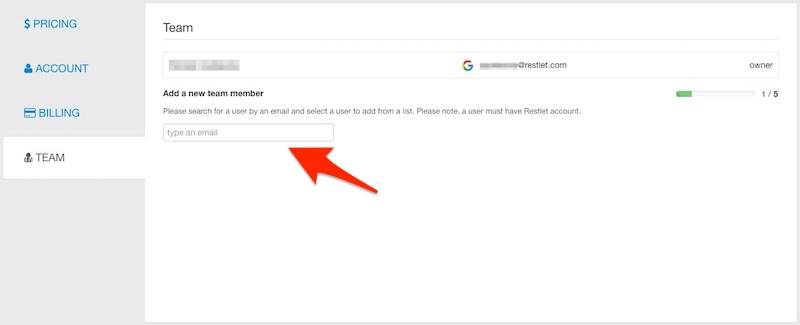 $ PRICING
ACCOUNT
BILLING
TEAM
Team
@restlet.com owner
Add a new team member 1 / 5
Please search for a user by an email and select a user to add from a list. Please note, a user must have Restlet account.
type an email